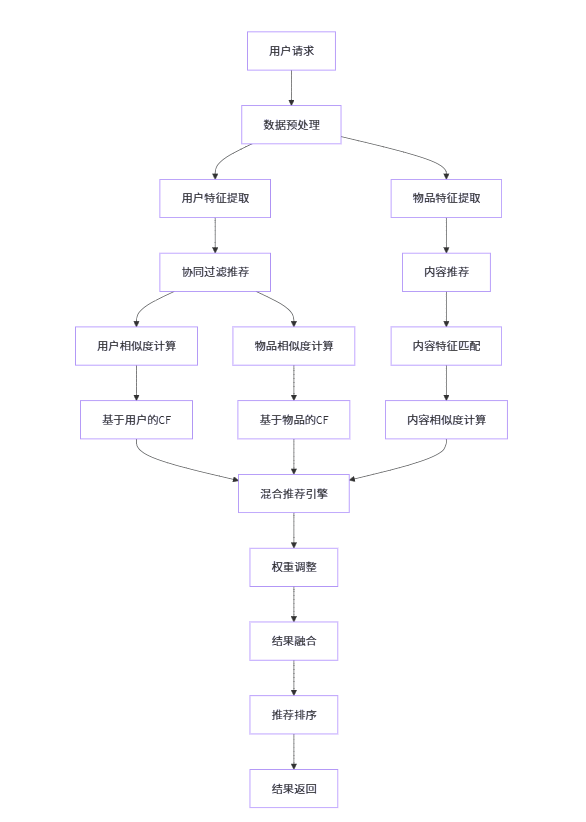 用户请求
数据预处理
用户特征提取
物品特征提取
协同过滤推荐
内容推荐
用户相似度计算
物品相似度计算
内容特征匹配
基于用户的CF
基于物品的CF
内容相似度计算
混合推荐引擎
权重调整
结果融合
推荐排序
结果返回